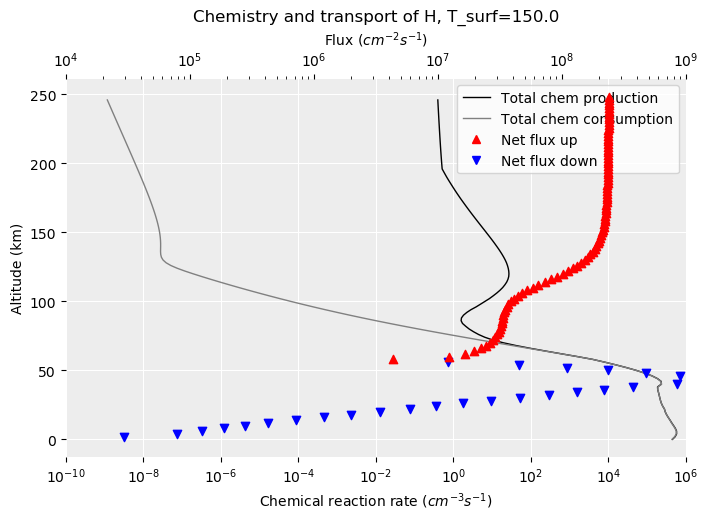 Chemistry and transport of H, T_surf=150.0
Flux (cm⁻²s⁻¹)
10⁴ 10⁵ 10⁶ 10⁷ 10⁸ 10⁹
250
200
150
100
50
0
Altitude (km)
Total chem production
Total chem consumption
Net flux up
Net flux down
10⁻¹⁰ 10⁻⁸ 10⁻⁶ 10⁻⁴ 10⁻² 10⁰ 10² 10⁴ 10⁶
Chemical reaction rate (cm⁻³s⁻¹)